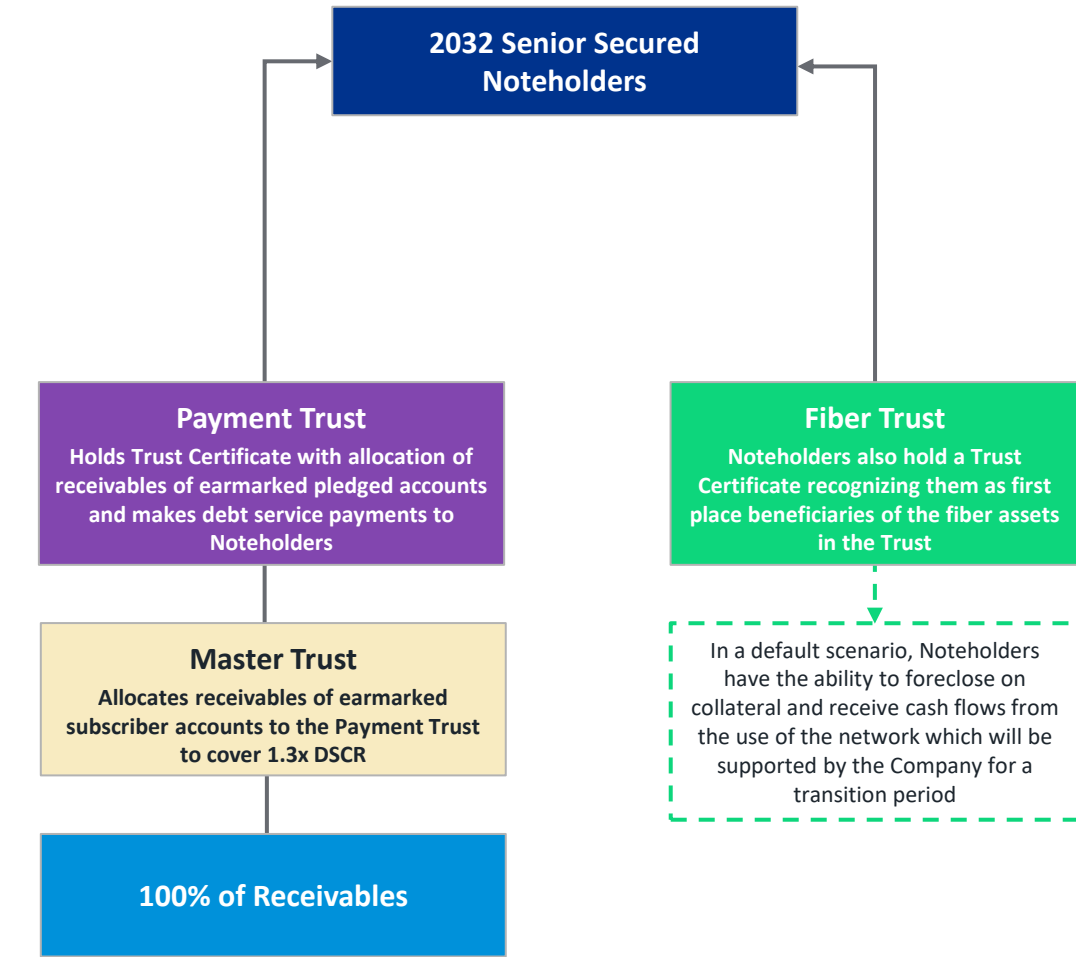 2032 Senior Secured
Noteholders
Payment Trust
Holds Trust Certificate with allocation of
receivables of earmarked pledged accounts
and makes debt service payments to
Noteholders
Fiber Trust
Noteholders also hold a Trust
Certificate recognizing them as first
place beneficiaries of the fiber assets
in the Trust
Master Trust
Allocates receivables of earmarked
subscriber accounts to the Payment Trust
to cover 1.3x DSCR
In a default scenario, Noteholders
have the ability to foreclose on
collateral and receive cash flows from
the use of the network which will be
supported by the Company for a
transition period
100% of Receivables